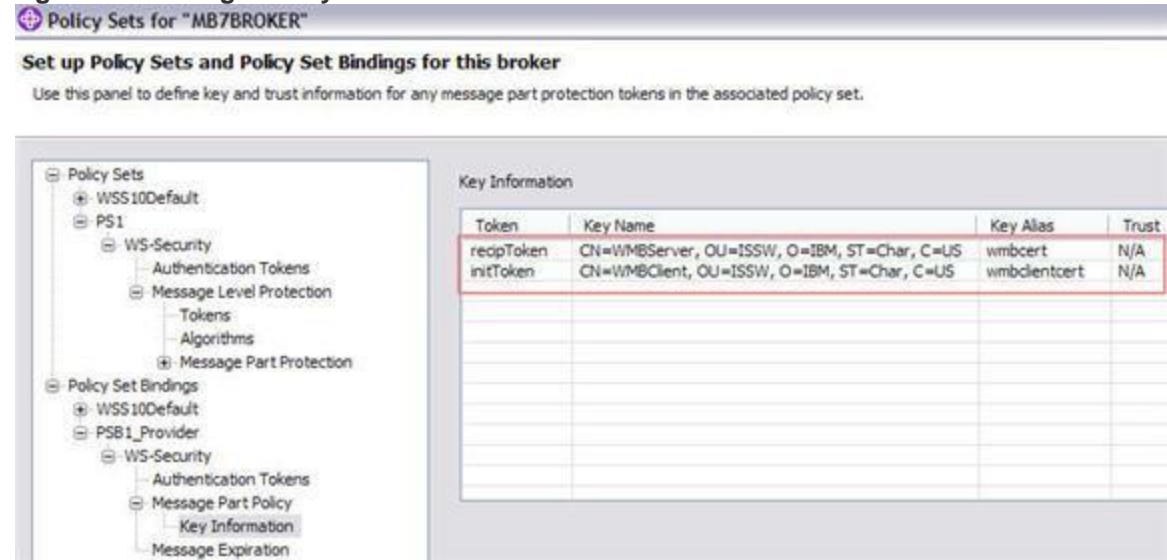 Policy Sets for "MB7BROKER"
Set up Policy Sets and Policy Set Bindings for this broker
Use this panel to define key and trust information for any message part protection tokens in the associated policy set.
Policy Sets
WSS10Default
PS1
WS-Security
Authentication Tokens
Message Level Protection
Tokens
Algorithms
Message Part Protection
Policy Set Bindings
WSS10Default
PSB1_Provider
WS-Security
Authentication Tokens
Message Part Policy
Key Information
Message Expiration
Key Information
Token Key Name Key Alias Trust
recipToken CN=WMBServer, OU=ISSW, O=IBM, ST=Char, C=US wmbcert N/A
initToken CN=WMBClient, OU=ISSW, O=IBM, ST=Char, C=US wmbclientcert N/A